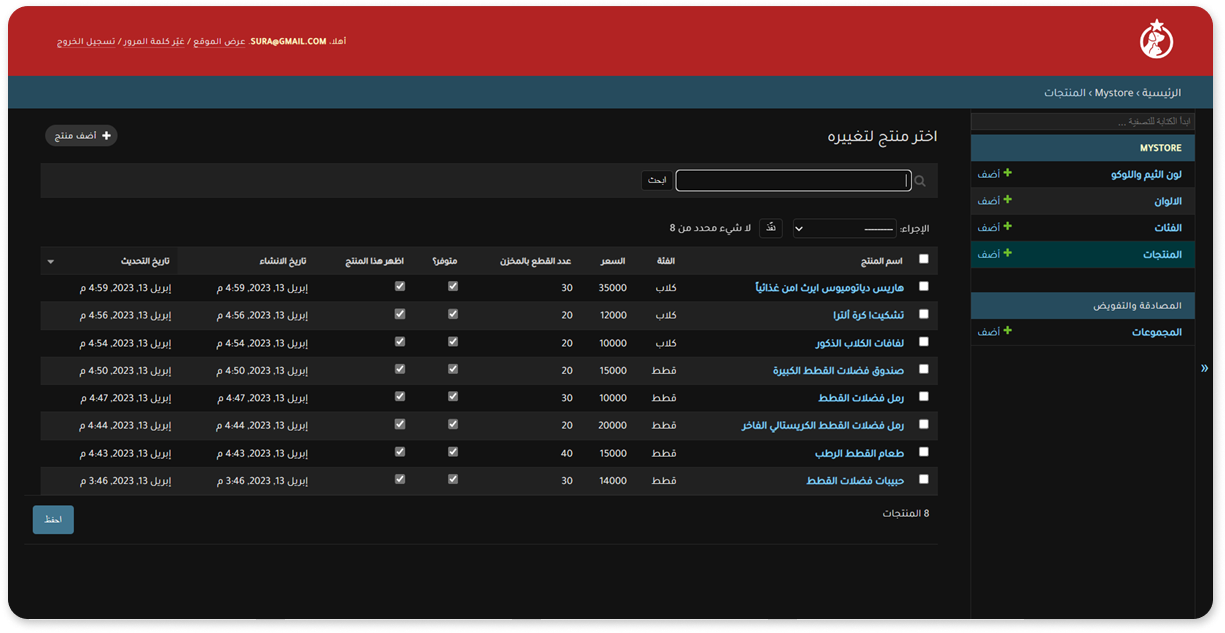 أهلا، SURA@GMAIL.COM. عرض الموقع / غيّر كلمة المرور / تسجيل الخروج
الرئيسية › Mystore › المنتجات
ابدأ الكتابة للتصفية ...
MYSTORE
لون الثيم واللوكو + أضف
الالوان + أضف
الفئات + أضف
المنتجات + أضف
المصادقة والتفويض
المجموعات + أضف
«
اختر منتج لتغييره
+ أضف منتج
ابحث
الإجراء: --------- نفّذ لا شيء محدد من 8
اسم المنتج الفئة السعر عدد القطع بالمخزن متوفر؟ اظهر هذا المنتج تاريخ الانشاء تاريخ التحديث
هاريس دياتوميوس ايرث امن غذائياً كلاب 35000 30 إبريل 13, 2023, 4:59 م إبريل 13, 2023, 4:59 م
تشكيت! كرة ألترا كلاب 12000 20 إبريل 13, 2023, 4:56 م إبريل 13, 2023, 4:56 م
لفافات الكلاب الذكور كلاب 10000 20 إبريل 13, 2023, 4:54 م إبريل 13, 2023, 4:54 م
صندوق فضلات القطط الكبيرة قطط 15000 20 إبريل 13, 2023, 4:50 م إبريل 13, 2023, 4:50 م
رمل فضلات القطط قطط 10000 30 إبريل 13, 2023, 4:47 م إبريل 13, 2023, 4:47 م
رمل فضلات القطط الكريستالي الفاخر قطط 20000 20 إبريل 13, 2023, 4:44 م إبريل 13, 2023, 4:44 م
طعام القطط الرطب قطط 15000 40 إبريل 13, 2023, 4:43 م إبريل 13, 2023, 4:43 م
حبيبات فضلات القطط قطط 14000 30 إبريل 13, 2023, 3:46 م إبريل 13, 2023, 3:46 م
8 المنتجات
احفظ